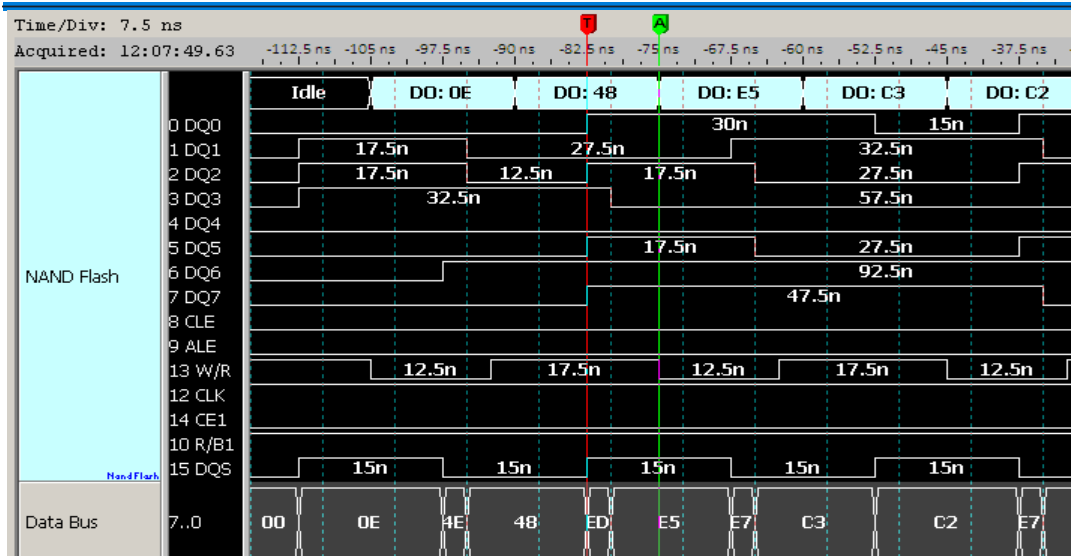 Time/Div: 7.5 ns
T A
Acquired: 12:07:49.63 -112.5 ns -105 ns -97.5 ns -90 ns -82.5 ns -75 ns -67.5 ns -60 ns -52.5 ns -45 ns -37.5 ns
Idle DO: 0E DO: 48 DO: E5 DO: C3 DO: C2
0 DQ0 30n 15n
1 DQ1 17.5n 27.5n 32.5n
2 DQ2 17.5n 12.5n 17.5n 27.5n
3 DQ3 32.5n 57.5n
4 DQ4
5 DQ5 17.5n 27.5n
NAND Flash
6 DQ6 92.5n
7 DQ7 47.5n
8 CLE
9 ALE
13 W/R 12.5n 17.5n 12.5n 17.5n 12.5n
12 CLK
14 CE1
10 R/B1
NandFlash
15 DQS 15n 15n 15n 15n 15n
Data Bus 7..0 00 0E 4E 48 ED E5 E7 C3 C2 E7